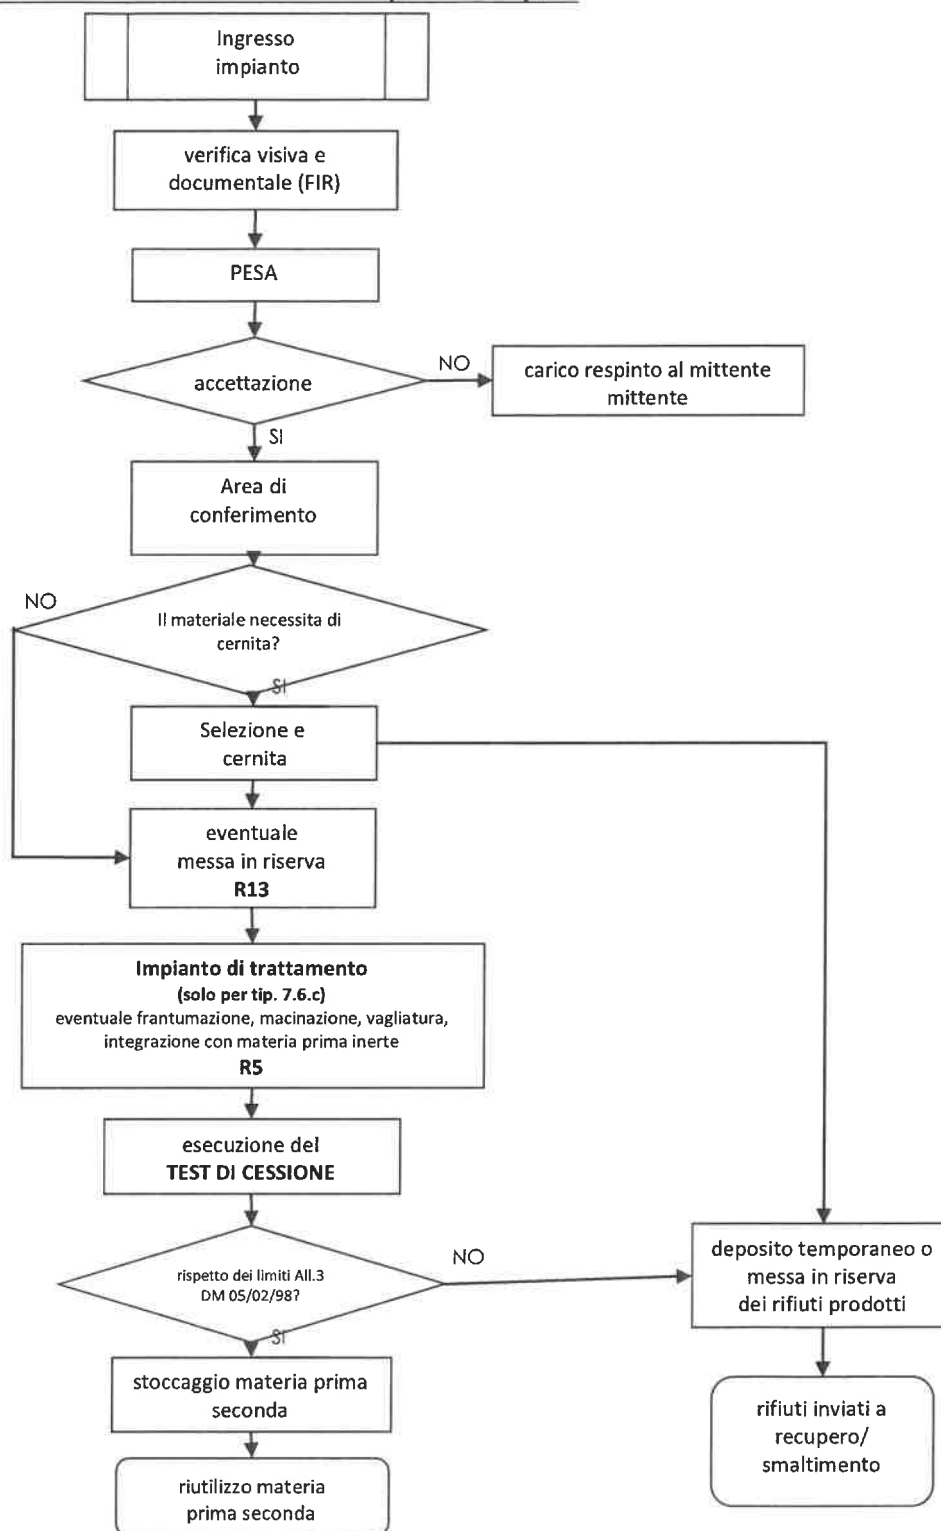 Ingresso
impianto
verifica visiva e
documentale (FIR)
PESA
accettazione
NO
carico respinto al mittente
mittente
SI
Area di
conferimento
NO
Il materiale necessita di
cernita?
SI
Selezione e
cernita
eventuale
messa in riserva
R13
Impianto di trattamento
(solo per tip. 7.6.c)
eventuale frantumazione, macinazione, vagliatura,
integrazione con materia prima inerte
R5
esecuzione del
TEST DI CESSIONE
rispetto dei limiti All.3
DM 05/02/98?
NO
deposito temporaneo o
messa in riserva
dei rifiuti prodotti
SI
stoccaggio materia prima
seconda
rifiuti inviati a
recupero/
smaltimento
riutilizzo materia
prima seconda